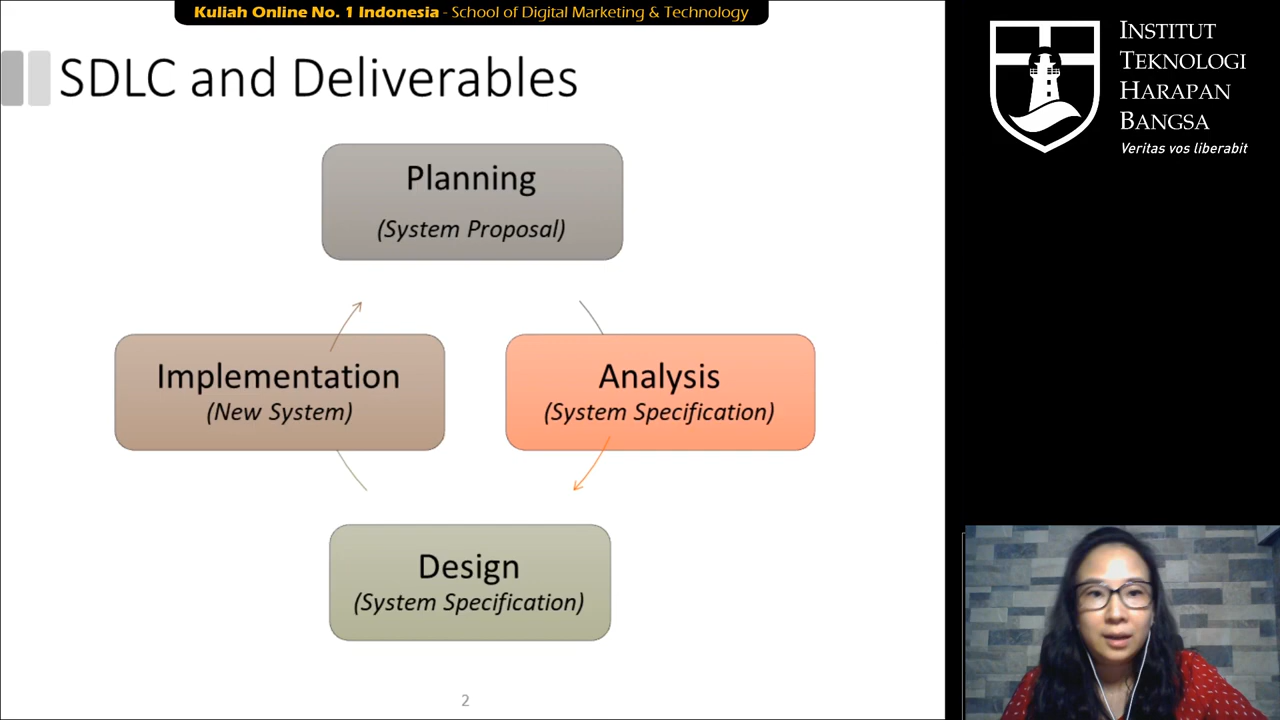 Kuliah Online No. 1 Indonesia - School of Digital Marketing & Technology
SDLC and Deliverables
Planning
(System Proposal)
Implementation
(New System)
Analysis
(System Specification)
Design
(System Specification)
2
INSTITUT
TEKNOLOGI
HARAPAN
BANGSA
Veritas vos liberabit